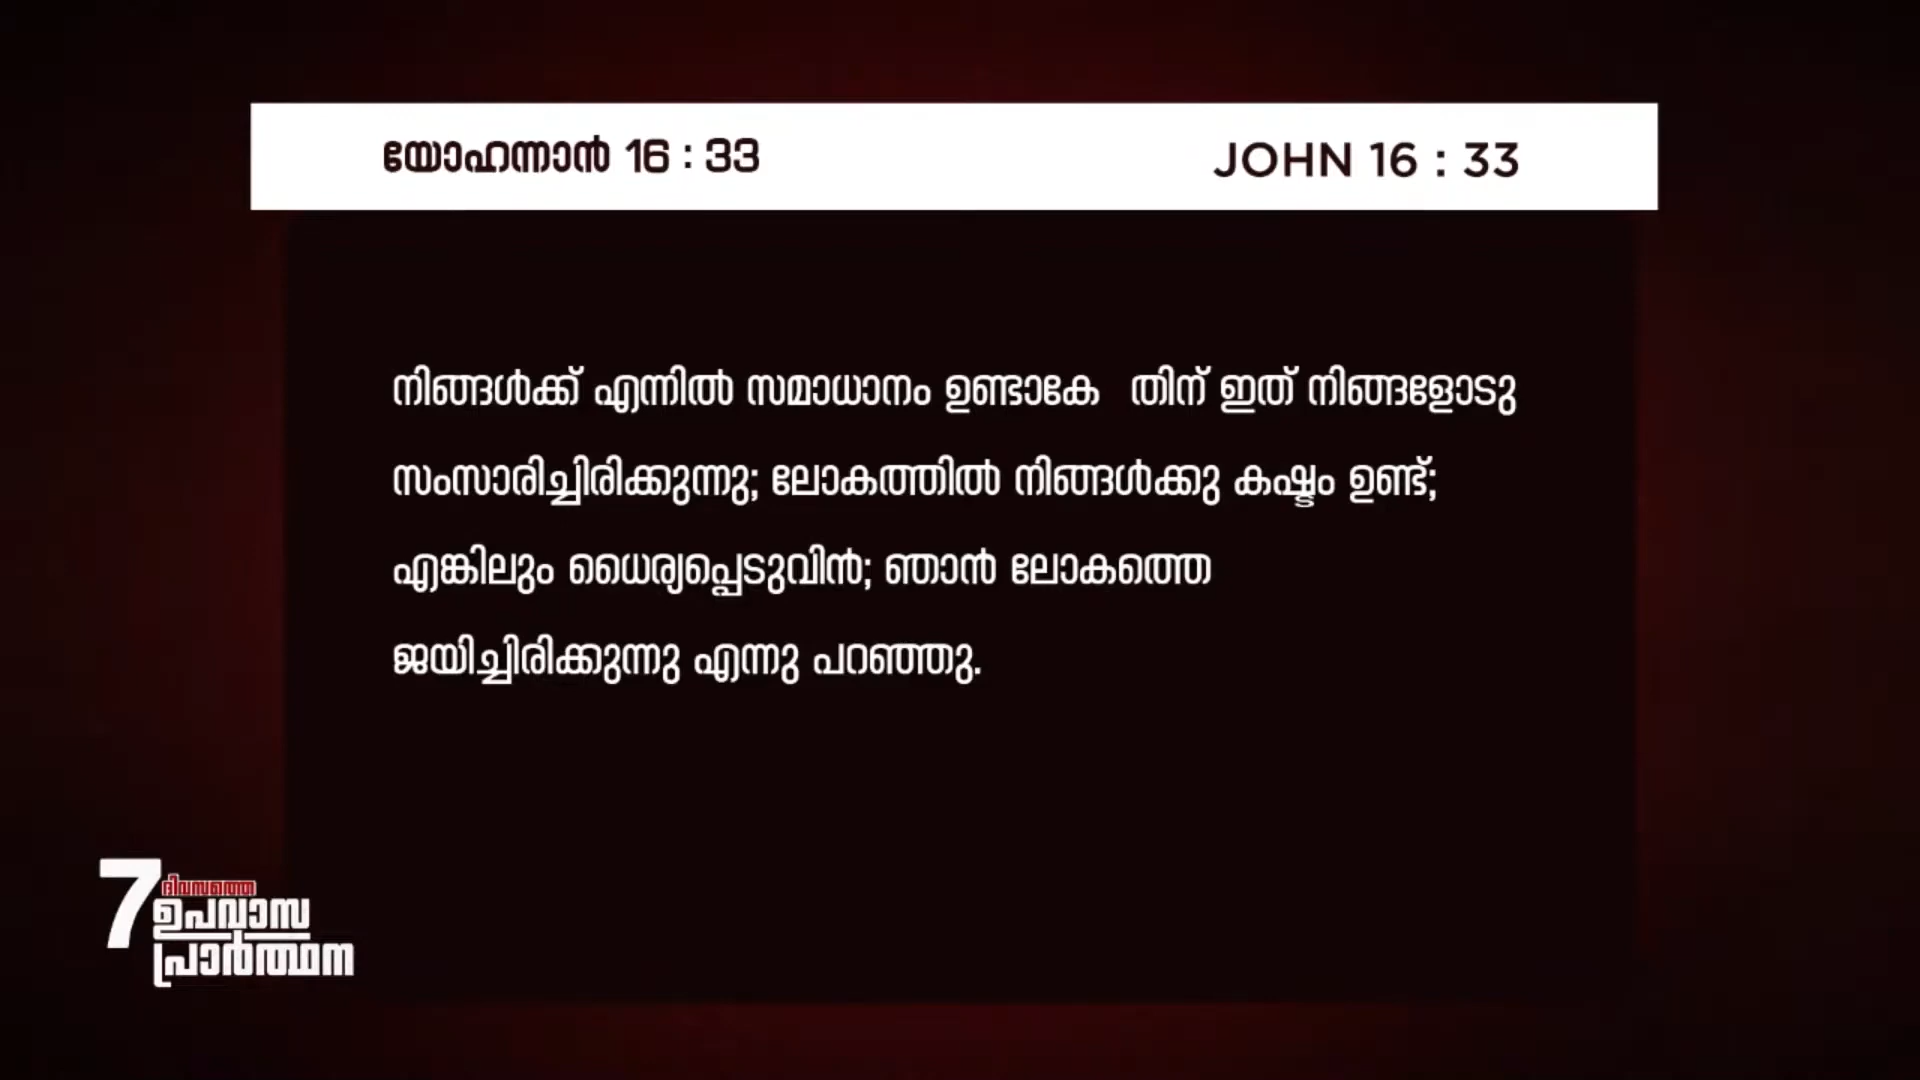 യോഹന്നാൻ 16 : 33
JOHN 16 : 33
നിങ്ങൾക്ക് എന്നിൽ സമാധാനം ഉണ്ടാകേ തിന് ഇത് നിങ്ങളോടു
സംസാരിച്ചിരിക്കുന്നു; ലോകത്തിൽ നിങ്ങൾക്കു കഷ്ടം ഉണ്ട്;
എങ്കിലും ധൈര്യപ്പെടുവിൻ; ഞാൻ ലോകത്തെ
ജയിച്ചിരിക്കുന്നു എന്നു പറഞ്ഞു.
7 ദിവസത്തെ
ഉപവാസ
പ്രാർത്ഥന